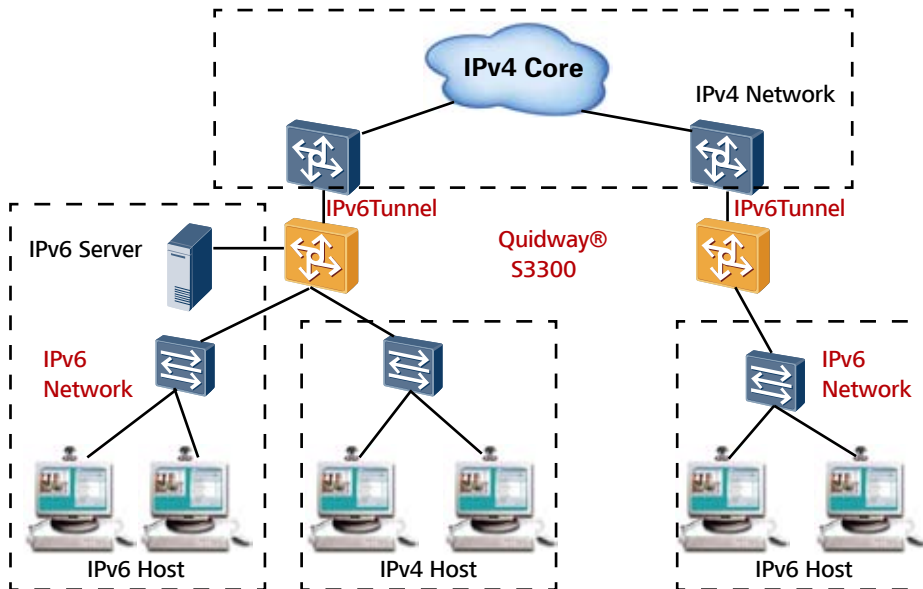 IPv4 Core
IPv4 Network
IPv6Tunnel
IPv6Tunnel
IPv6 Server
Quidway®
S3300
IPv6
Network
IPv6
Network
IPv6 Host
IPv4 Host
IPv6 Host